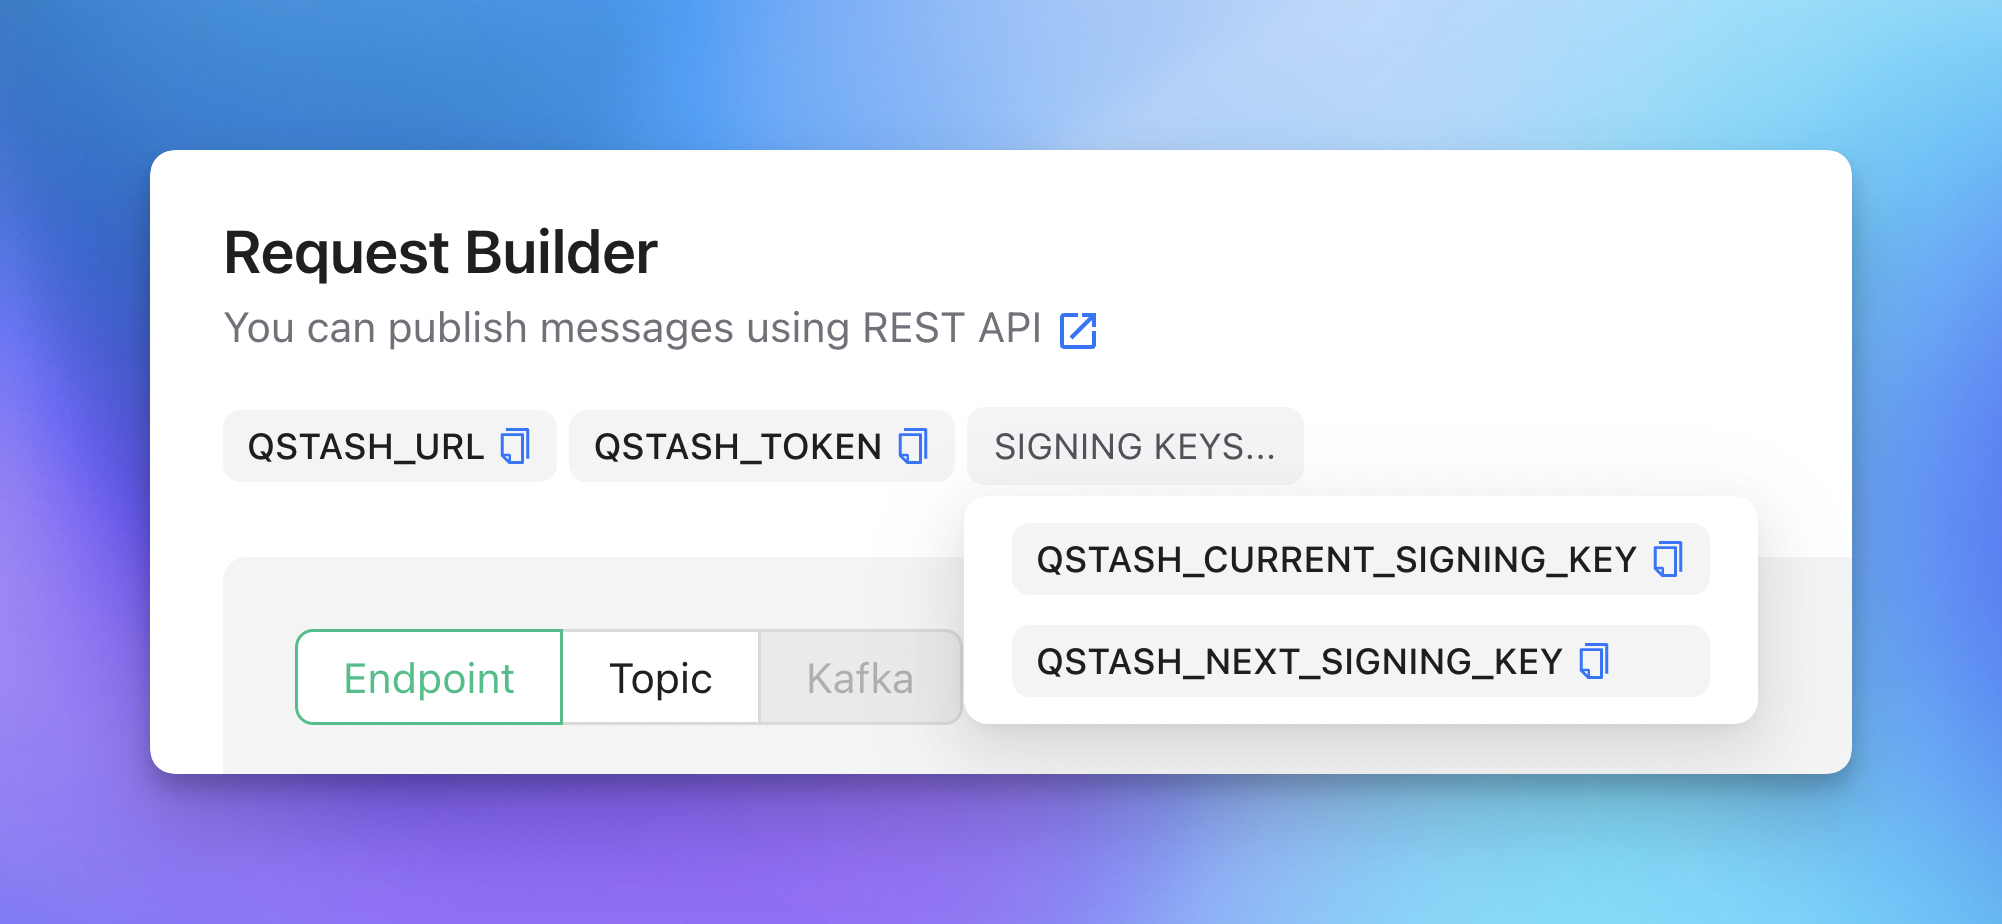 Request Builder
You can publish messages using REST API
QSTASH_URL QSTASH_TOKEN SIGNING KEYS...
QSTASH_CURRENT_SIGNING_KEY
QSTASH_NEXT_SIGNING_KEY
Endpoint Topic Kafka